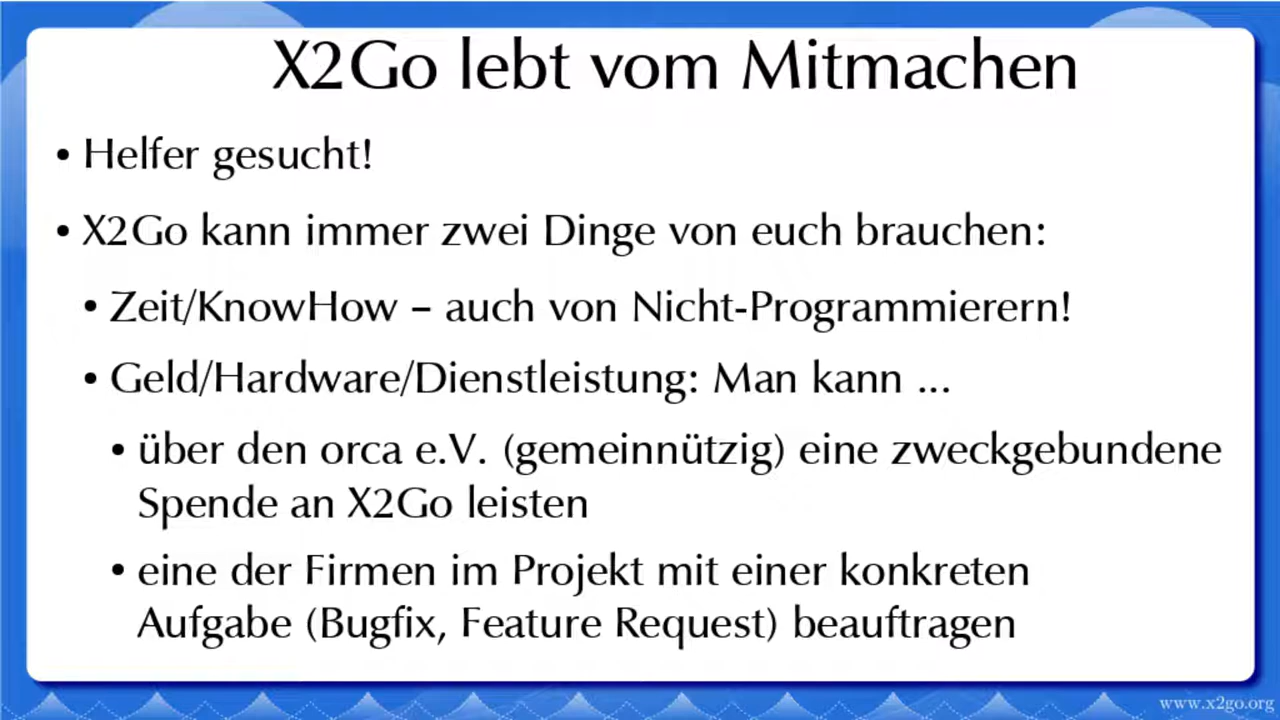 X2Go lebt vom Mitmachen
• Helfer gesucht!
• X2Go kann immer zwei Dinge von euch brauchen:
• Zeit/KnowHow – auch von Nicht-Programmierern!
• Geld/Hardware/Dienstleistung: Man kann ...
• über den orca e.V. (gemeinnützig) eine zweckgebundene
Spende an X2Go leisten
• eine der Firmen im Projekt mit einer konkreten
Aufgabe (Bugfix, Feature Request) beauftragen
www.x2go.org